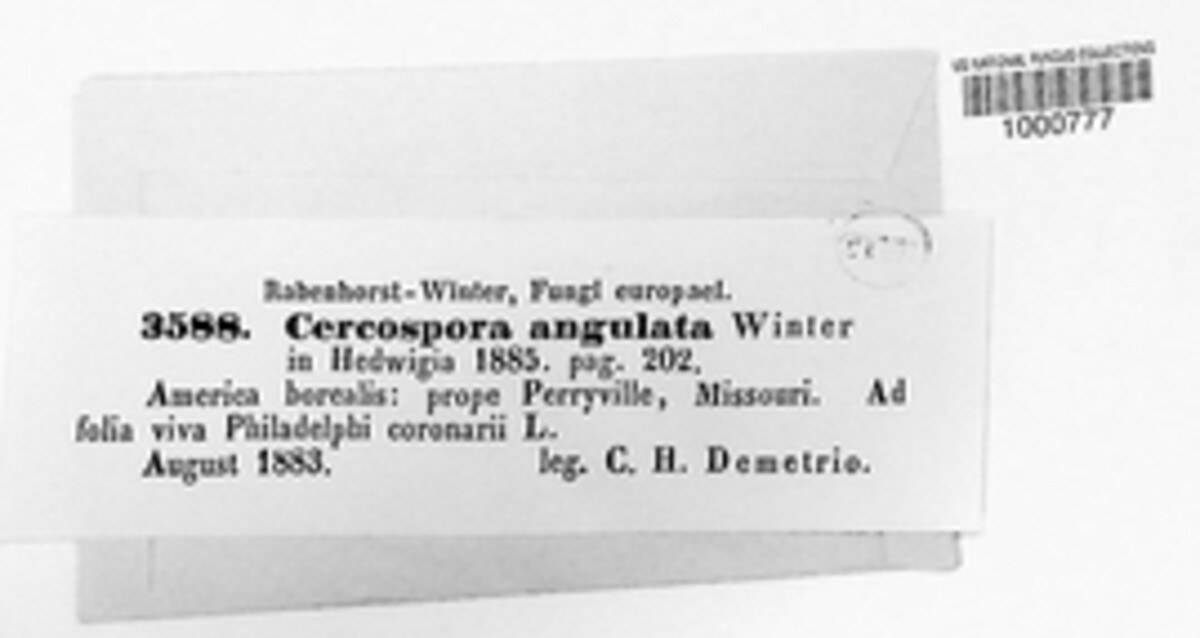 US NATIONAL FUNGUS COLLECTIONS
1000777
Rabenhorst-Winter, Fungi europaei.
3588. Cercospora angulata Winter
in Hedwigia 1885. pag. 202.
America borealis: prope Perryville, Missouri. Ad
folia viva Philadelphi coronarii L.
August 1883. leg. C. H. Demetrio.